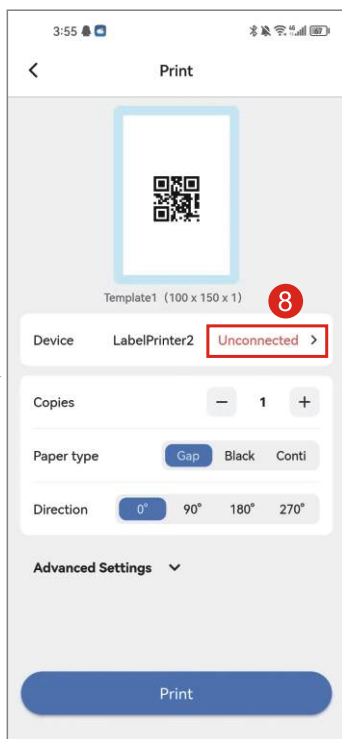 3:55
67
Print
Template1 (100 x 150 x 1)
8
Device LabelPrinter2 Unconnected >
Copies − 1 +
Paper type Gap Black Conti
Direction 0° 90° 180° 270°
Advanced Settings
Print